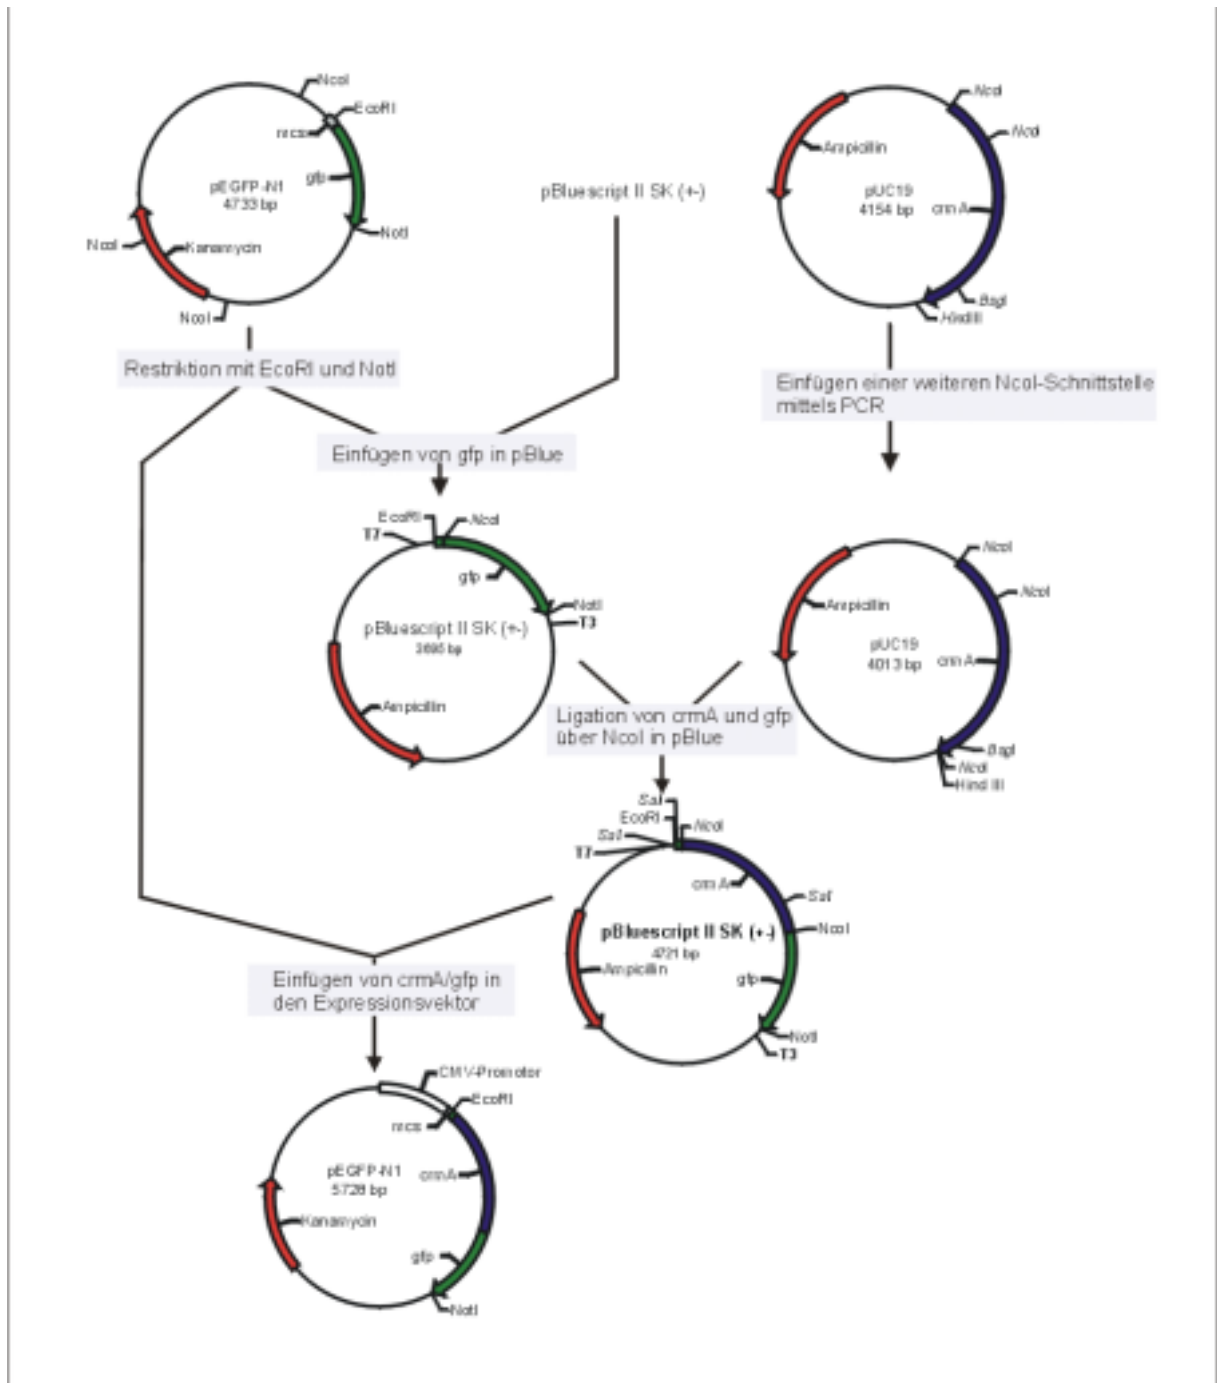 NcoI
EcoRI
mcs
gfp
pEGFP-N1
4733 bp
NotI
NcoI
Kanamycin
NcoI
pBluescript II SK (+-)
NcoI
NcoI
Ampicillin
pUC19
4154 bp
crmA
BsgI
HindIII
Restriktion mit EcoRI und NotI
Einfügen einer weiteren NcoI-Schnittstelle
mittels PCR
Einfügen von gfp in pBlue
EcoRI
NcoI
T7
gfp
NotI
T3
pBluescript II SK (+-)
Ampicillin
NcoI
NcoI
Ampicillin
pUC19
4013 bp
crmA
BsgI
NcoI
Hind III
Ligation von crmA und gfp
über NcoI in pBlue
EcoRI
NcoI
T7
crmA
NcoI
pBluescript II SK (+-)
4721 bp
Ampicillin
gfp
NotI
T3
Einfügen von crmA/gfp in
den Expressionsvektor
CMV-Promotor
EcoRI
mcs
pEGFP-N1
5728 bp
crmA
Kanamycin
gfp
NotI